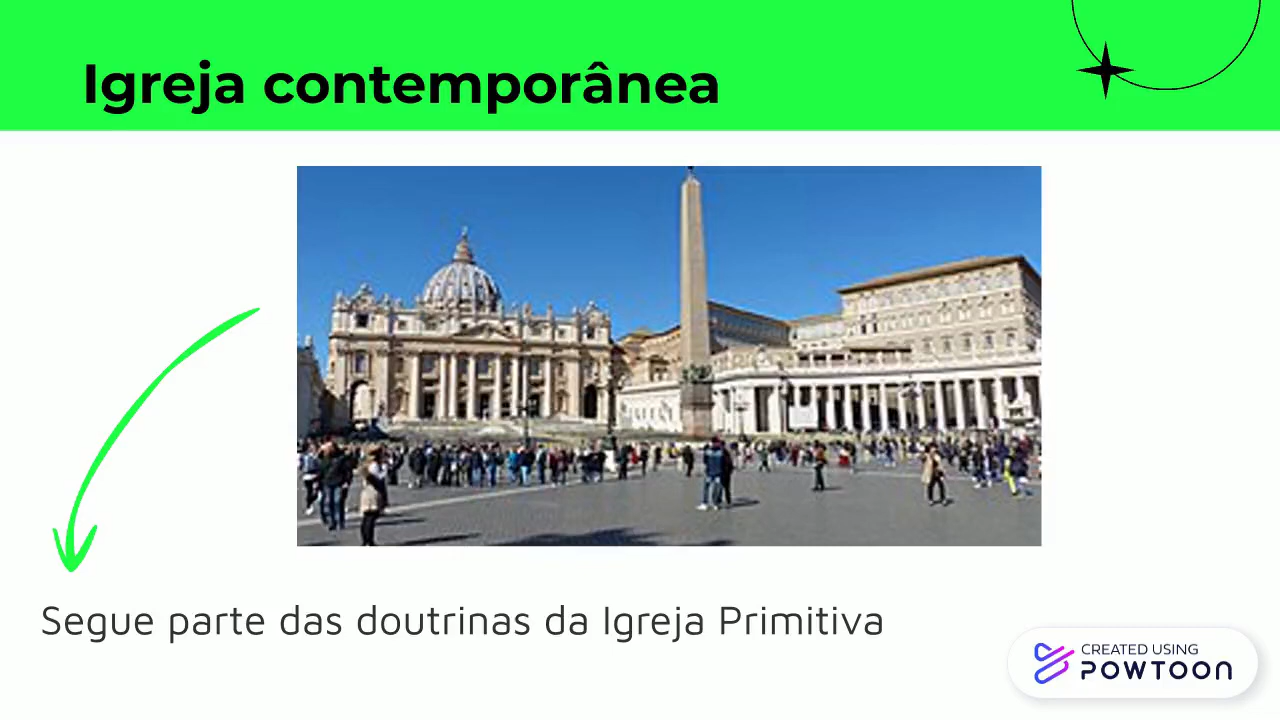 Igreja contemporânea
Segue parte das doutrinas da Igreja Primitiva
CREATED USING
POWTOON